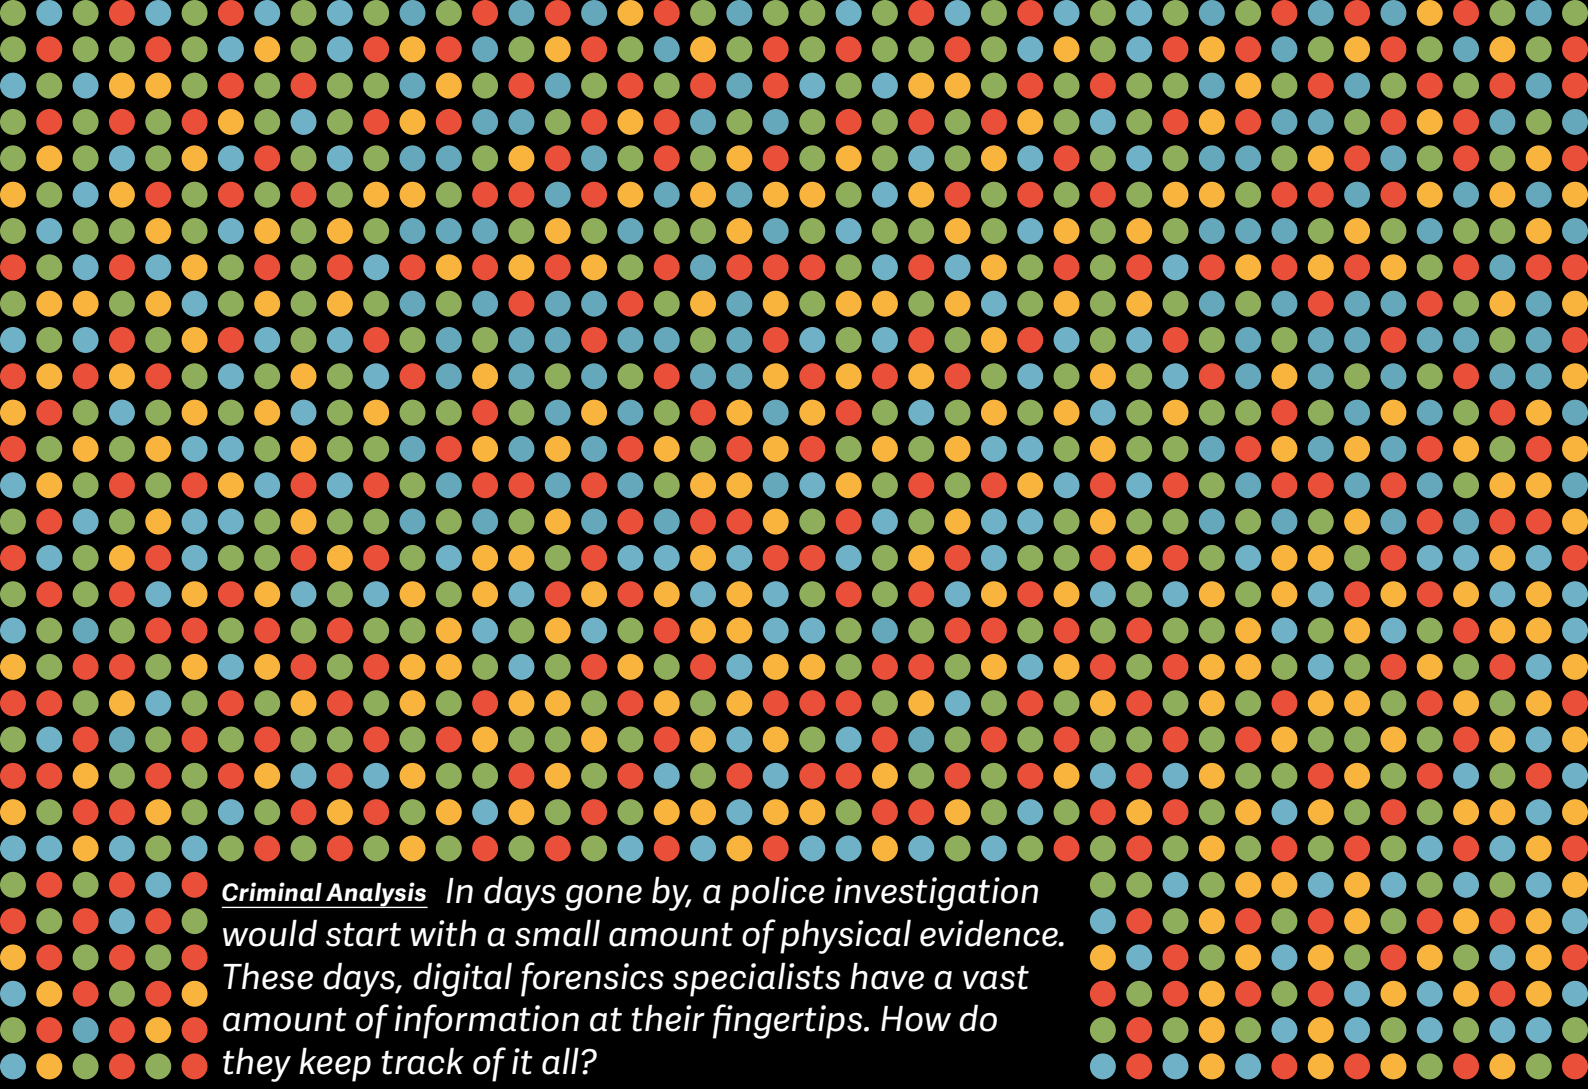 Criminal Analysis In days gone by, a police investigation
would start with a small amount of physical evidence.
These days, digital forensics specialists have a vast
amount of information at their fingertips. How do
they keep track of it all?